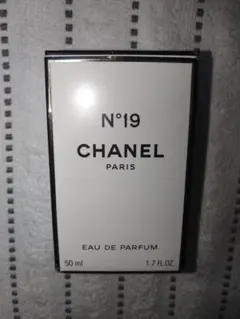 N°19
CHANEL
PARIS
EAU DE PARFUM
50 ml 1.7 FL.OZ.